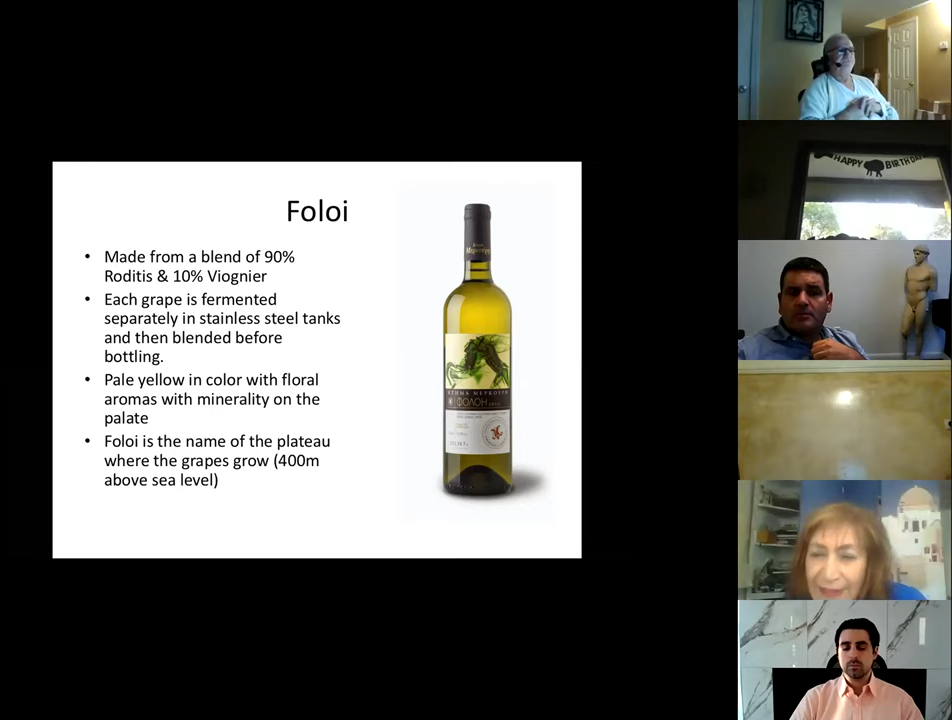 Foloi
• Made from a blend of 90%
Roditis & 10% Viognier
• Each grape is fermented
separately in stainless steel tanks
and then blended before
bottling.
• Pale yellow in color with floral
aromas with minerality on the
palate
• Foloi is the name of the plateau
where the grapes grow (400m
above sea level)
ΚΤΗΜΑ ΜΕΡΚΟΥΡΗ
ΦΟΛΟΗ
HAPPY BIRTHDAY